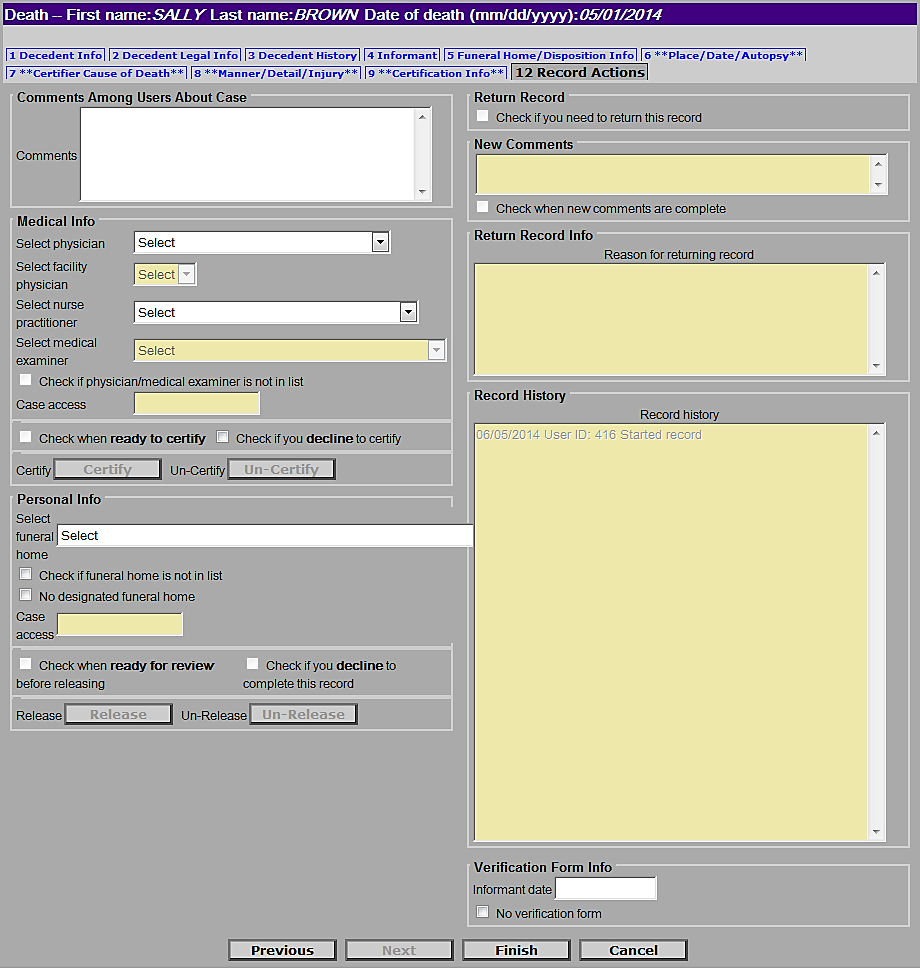 Death -- First name:SALLY Last name:BROWN Date of death (mm/dd/yyyy):05/01/2014
1 Decedent Info 2 Decedent Legal Info 3 Decedent History 4 Informant 5 Funeral Home/Disposition Info 6 **Place/Date/Autopsy**
7 **Certifier Cause of Death** 8 **Manner/Detail/Injury** 9 **Certification Info** 12 Record Actions
Comments Among Users About Case
Comments
Medical Info
Select physician Select
Select facility
physician
Select
Select nurse
practitioner
Select
Select medical
examiner
Select
Check if physician/medical examiner is not in list
Case access
Check when ready to certify Check if you decline to certify
Certify Certify Un-Certify Un-Certify
Personal Info
Select
funeral
home
Select
Check if funeral home is not in list
No designated funeral home
Case
access
Check when ready for review
before releasing
Check if you decline to
complete this record
Release Release Un-Release Un-Release
Return Record
Check if you need to return this record
New Comments
Check when new comments are complete
Return Record Info
Reason for returning record
Record History
Record history
06/05/2014 User ID: 416 Started record
Verification Form Info
Informant date
No verification form
Previous Next Finish Cancel